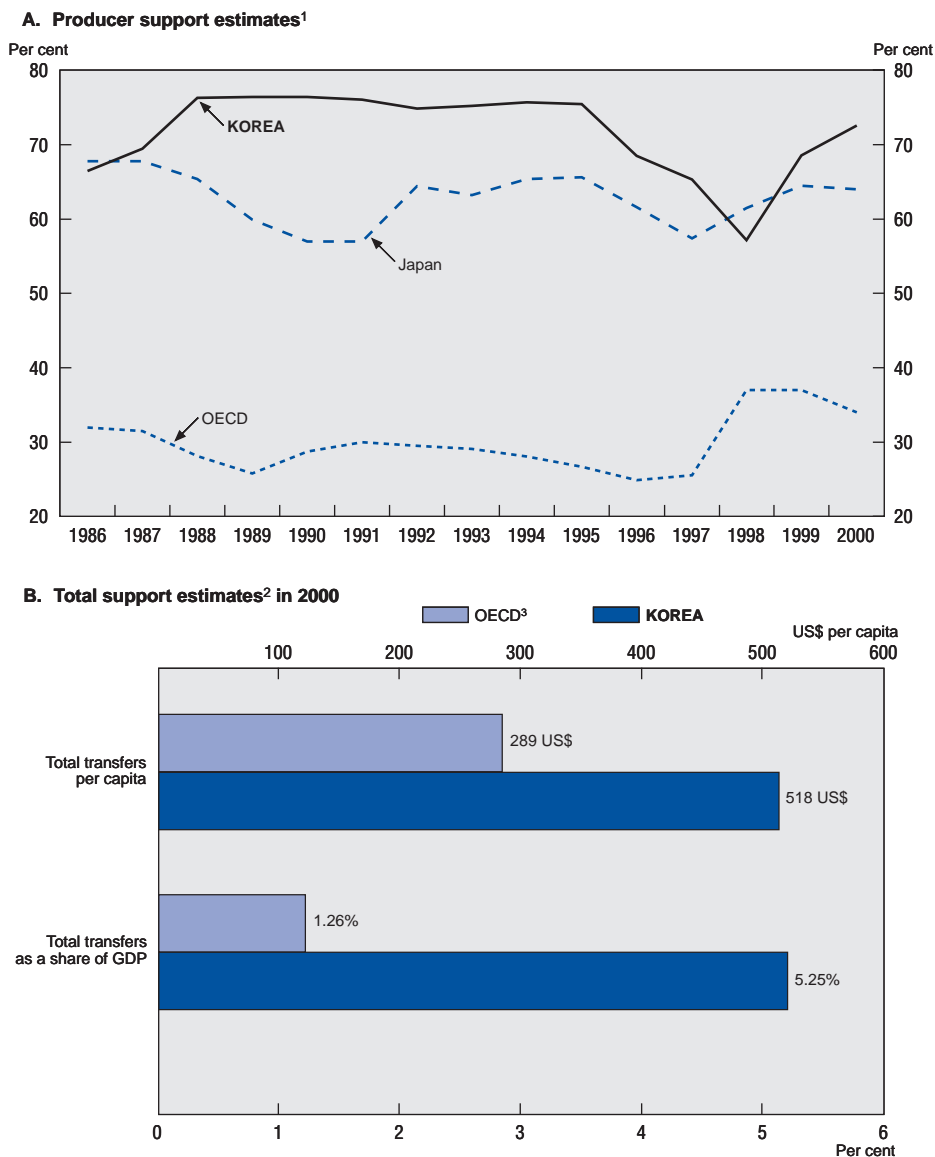 A. Producer support estimates¹
Per cent Per cent
80 80
KOREA
70 70
60 60
Japan
50 50
40 40
OECD
30 30
20 20
1986 1987 1988 1989 1990 1991 1992 1993 1994 1995 1996 1997 1998 1999 2000
B. Total support estimates² in 2000
OECD³ KOREA
US$ per capita
100 200 300 400 500 600
289 US$
Total transfers
per capita
518 US$
1.26%
Total transfers
as a share of GDP
5.25%
0 1 2 3 4 5 6
Per cent